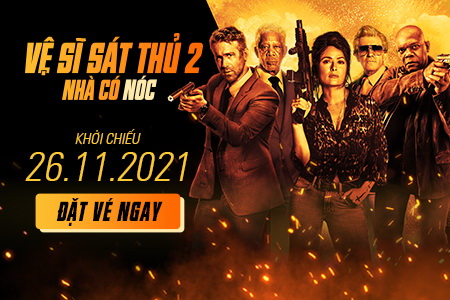 VỆ SĨ SÁT THỦ 2
NHÀ CÓ NÓC
KHỞI CHIẾU
26.11.2021
ĐẶT VÉ NGAY